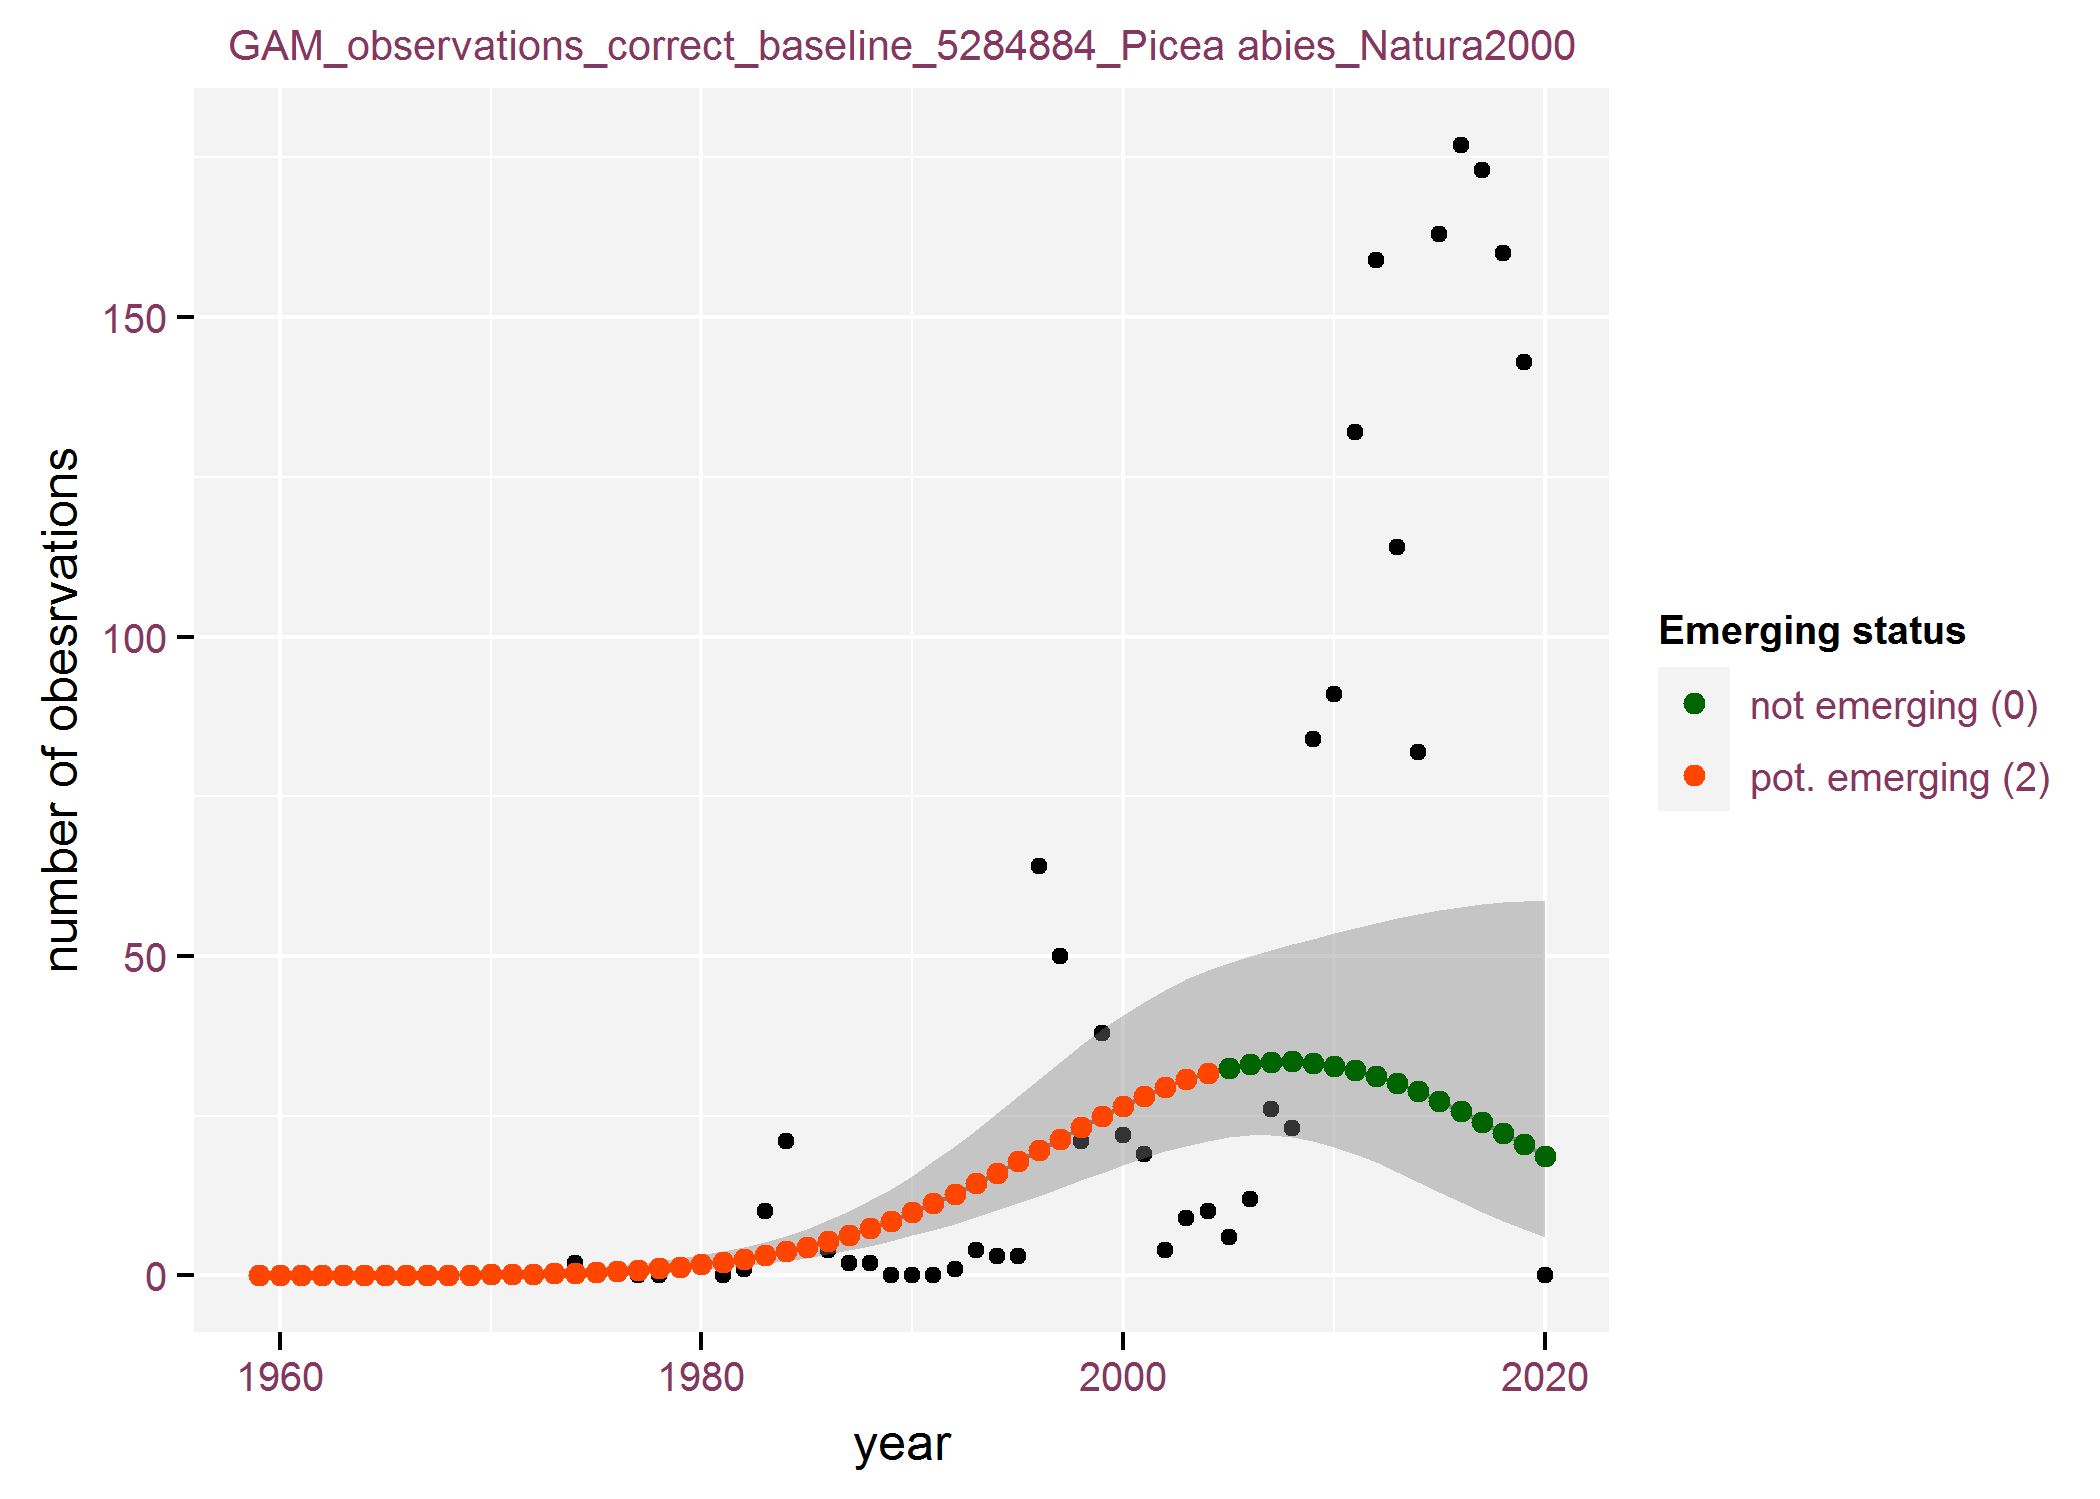 GAM_observations_correct_baseline_5284884_Picea abies_Natura2000
number of obesrvations
150
100
50
0
1960
1980
2000
2020
year
Emerging status
not emerging (0)
pot. emerging (2)